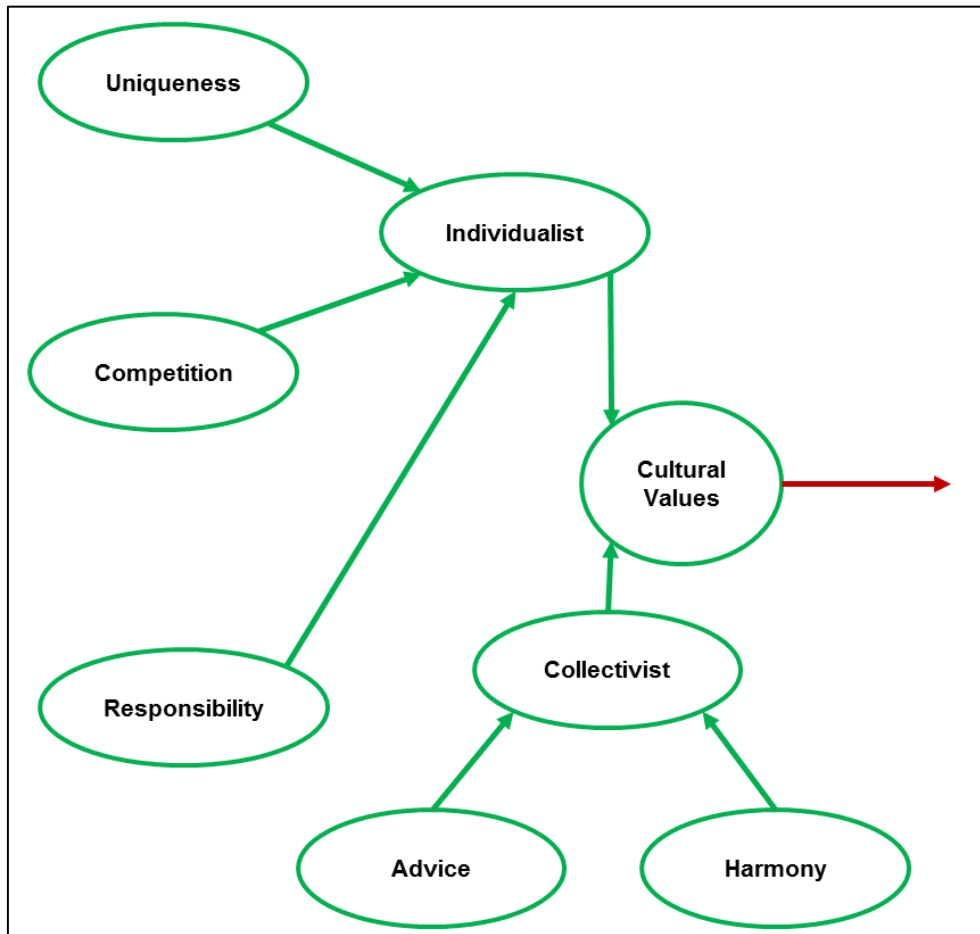 Uniqueness
Individualist
Competition
Cultural
Values
Collectivist
Responsibility
Advice
Harmony